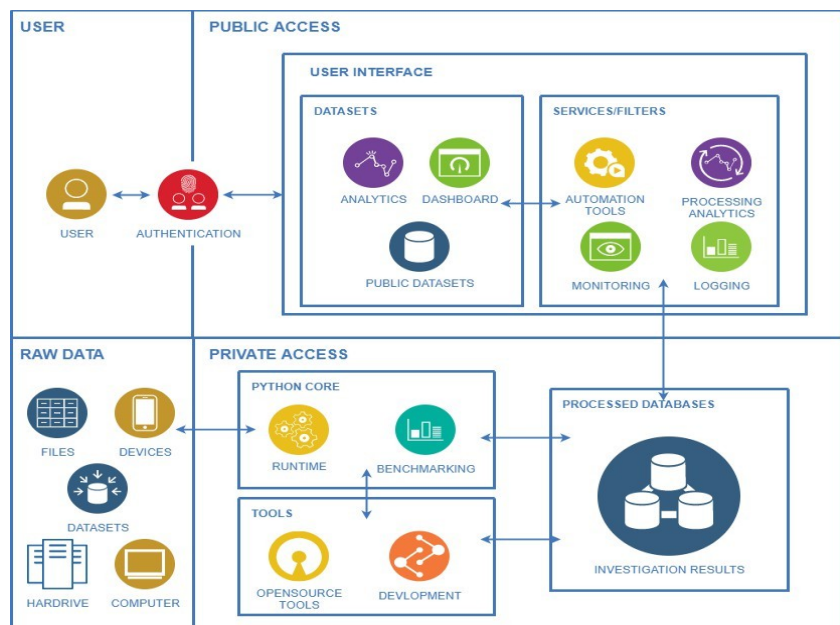 USER
PUBLIC ACCESS
USER INTERFACE
DATASETS
SERVICES/FILTERS
ANALYTICS
DASHBOARD
AUTOMATION
TOOLS
PROCESSING
ANALYTICS
USER
AUTHENTICATION
PUBLIC DATASETS
MONITORING
LOGGING
RAW DATA
PRIVATE ACCESS
PYTHON CORE
PROCESSED DATABASES
FILES
DEVICES
RUNTIME
BENCHMARKING
DATASETS
TOOLS
INVESTIGATION RESULTS
OPENSOURCE
TOOLS
DEVLOPMENT
HARDRIVE
COMPUTER